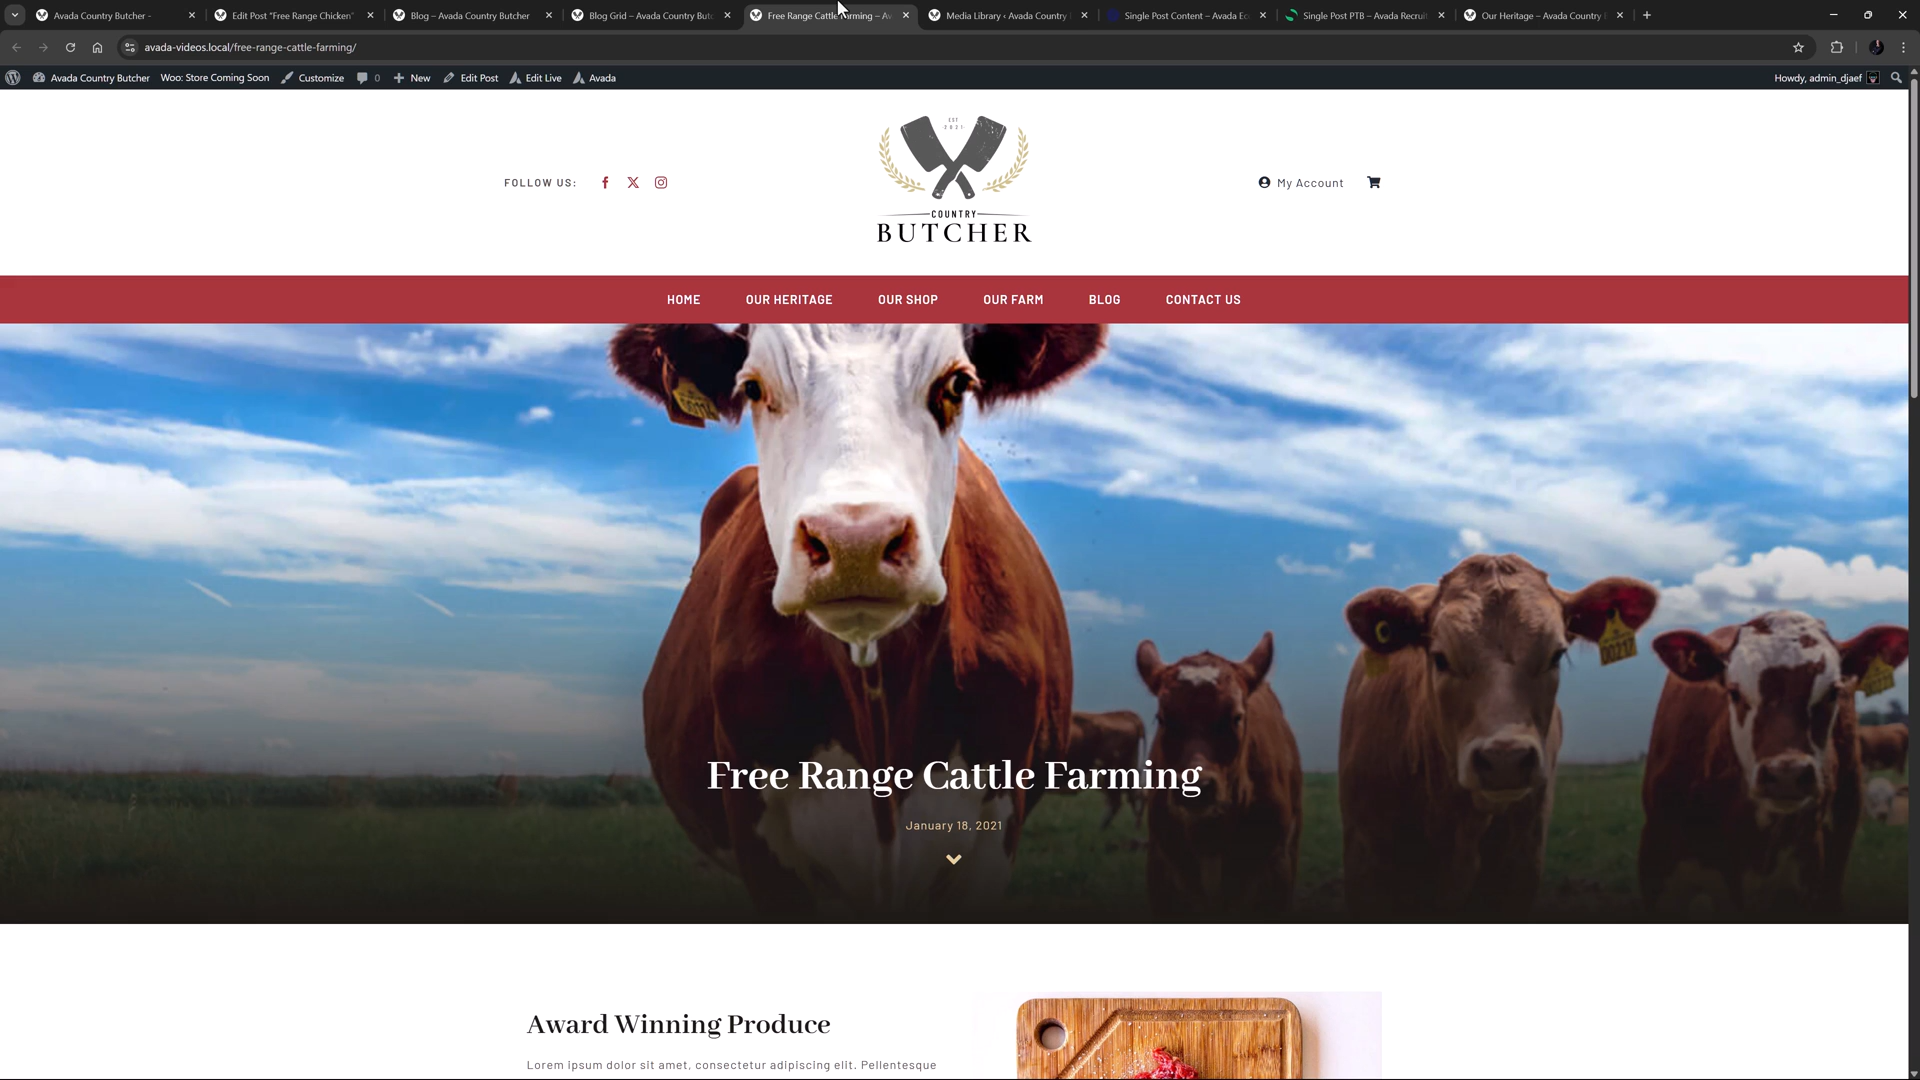 Avada Country Butcher -
Edit Post "Free Range Chicken"
Blog – Avada Country Butcher
Blog Grid – Avada Country Butc
Free Range Cattle Farming – Av
Media Library ‹ Avada Country
Single Post Content – Avada Ec
Single Post PTB – Avada Recruit
Our Heritage – Avada Country
avada-videos.local/free-range-cattle-farming/
Avada Country Butcher
Woo: Store Coming Soon
Customize
0
New
Edit Post
Edit Live
Avada
Howdy, admin_djaef
FOLLOW US:
EST
2021
COUNTRY
BUTCHER
My Account
HOME
OUR HERITAGE
OUR SHOP
OUR FARM
BLOG
CONTACT US
Free Range Cattle Farming
January 18, 2021
Award Winning Produce
Lorem ipsum dolor sit amet, consectetur adipiscing elit. Pellentesque